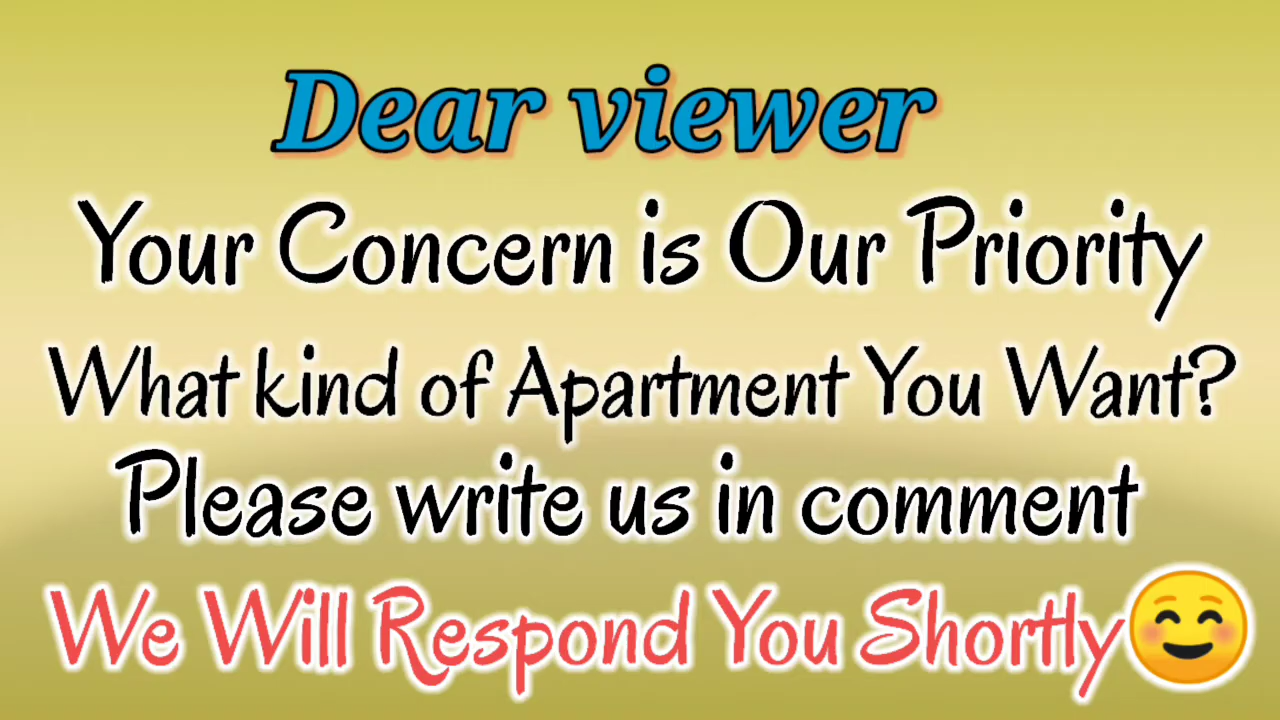 Dear viewer
Your Concern is Our Priority
What kind of Apartment You Want?
Please write us in comment
We Will Respond You Shortly😊